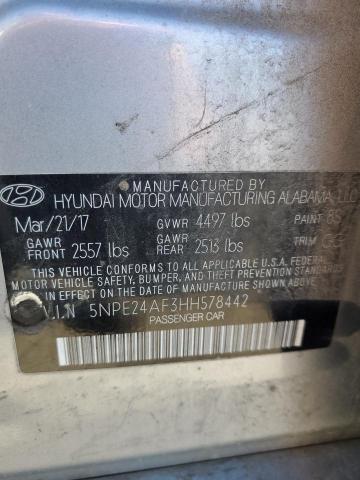 MANUFACTURED BY
HYUNDAI MOTOR MANUFACTURING ALABAMA, LLC
Mar/21/17 GVWR 4497 lbs PAINT
GAWR FRONT 2557 lbs GAWR REAR 2513 lbs TRIM
THIS VEHICLE CONFORMS TO ALL APPLICABLE U.S.A. FEDERAL
MOTOR VEHICLE SAFETY, BUMPER, AND THEFT PREVENTION
STANDARDS IN EFFECT ON THE DATE OF MANUFACTURE SHOWN ABOVE.
V.I.N 5NPE24AF3HH578442
PASSENGER CAR